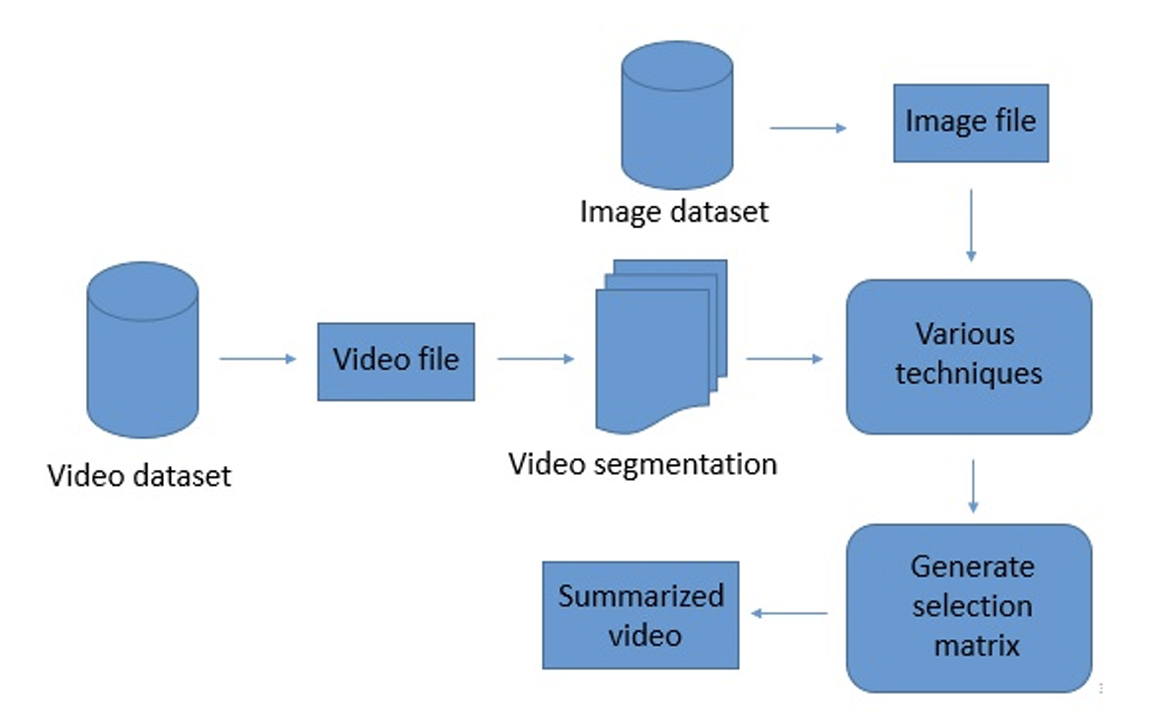 Image file
Image dataset
Various
techniques
Video file
Video dataset
Video segmentation
Generate
selection
matrix
Summarized
video